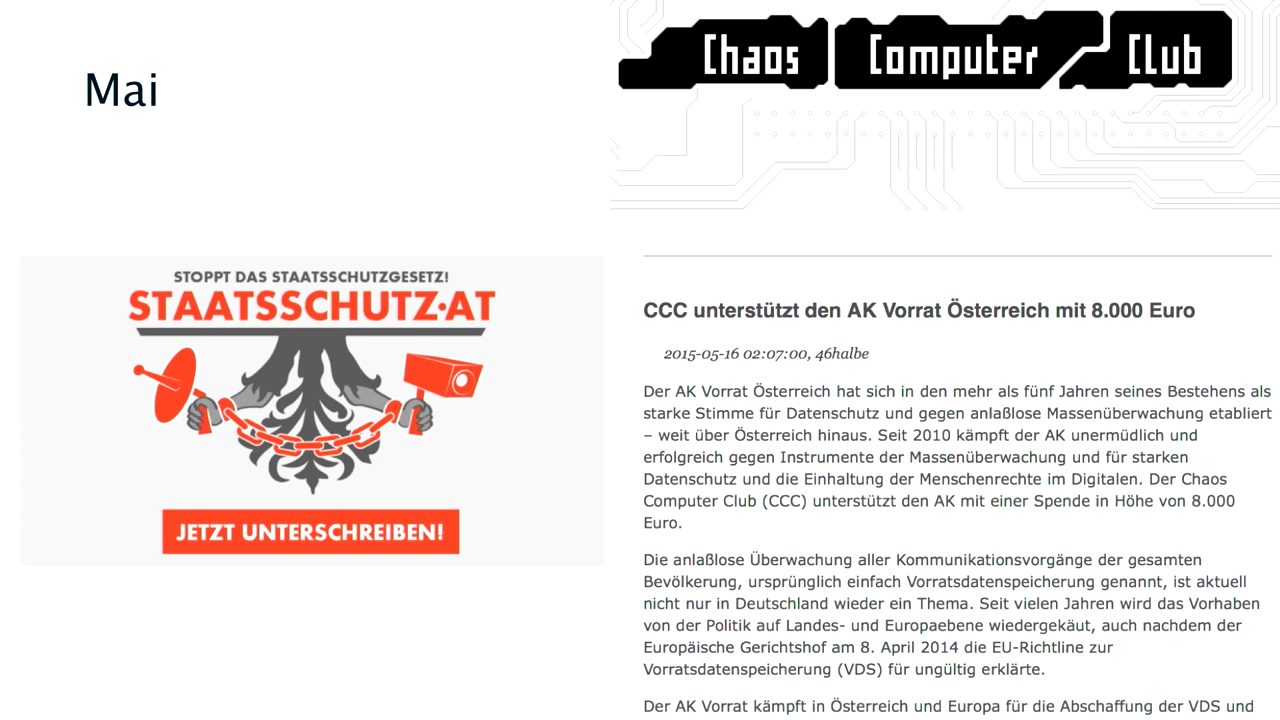 Mai
Chaos Computer Club
STOPPT DAS STAATSSCHUTZGESETZ!
STAATSSCHUTZ·AT
JETZT UNTERSCHREIBEN!
CCC unterstützt den AK Vorrat Österreich mit 8.000 Euro
2015-05-16 02:07:00, 46halbe
Der AK Vorrat Österreich hat sich in den mehr als fünf Jahren seines Bestehens als
starke Stimme für Datenschutz und gegen anlaßlose Massenüberwachung etabliert
– weit über Österreich hinaus. Seit 2010 kämpft der AK unermüdlich und
erfolgreich gegen Instrumente der Massenüberwachung und für starken
Datenschutz und die Einhaltung der Menschenrechte im Digitalen. Der Chaos
Computer Club (CCC) unterstützt den AK mit einer Spende in Höhe von 8.000
Euro.
Die anlaßlose Überwachung aller Kommunikationsvorgänge der gesamten
Bevölkerung, ursprünglich einfach Vorratsdatenspeicherung genannt, ist aktuell
nicht nur in Deutschland wieder ein Thema. Seit vielen Jahren wird das Vorhaben
von der Politik auf Landes- und Europaebene wiedergekäut, auch nachdem der
Europäische Gerichtshof am 8. April 2014 die EU-Richtline zur
Vorratsdatenspeicherung (VDS) für ungültig erklärte.
Der AK Vorrat kämpft in Österreich und Europa für die Abschaffung der VDS und